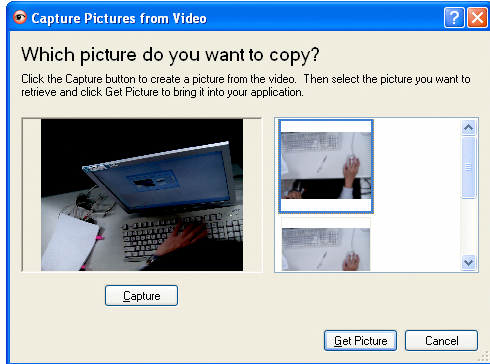 Capture Pictures from Video
Which picture do you want to copy?
Click the Capture button to create a picture from the video. Then select the picture you want to
retrieve and click Get Picture to bring it into your application.
Capture
Get Picture
Cancel